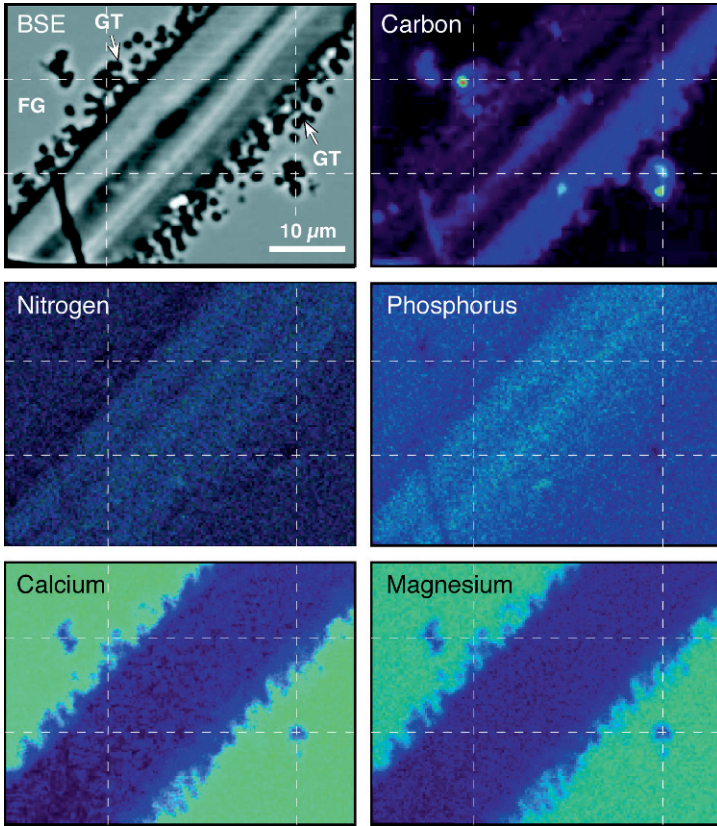 BSE
GT
FG
GT
10 µm
Carbon
Nitrogen
Phosphorus
Calcium
Magnesium